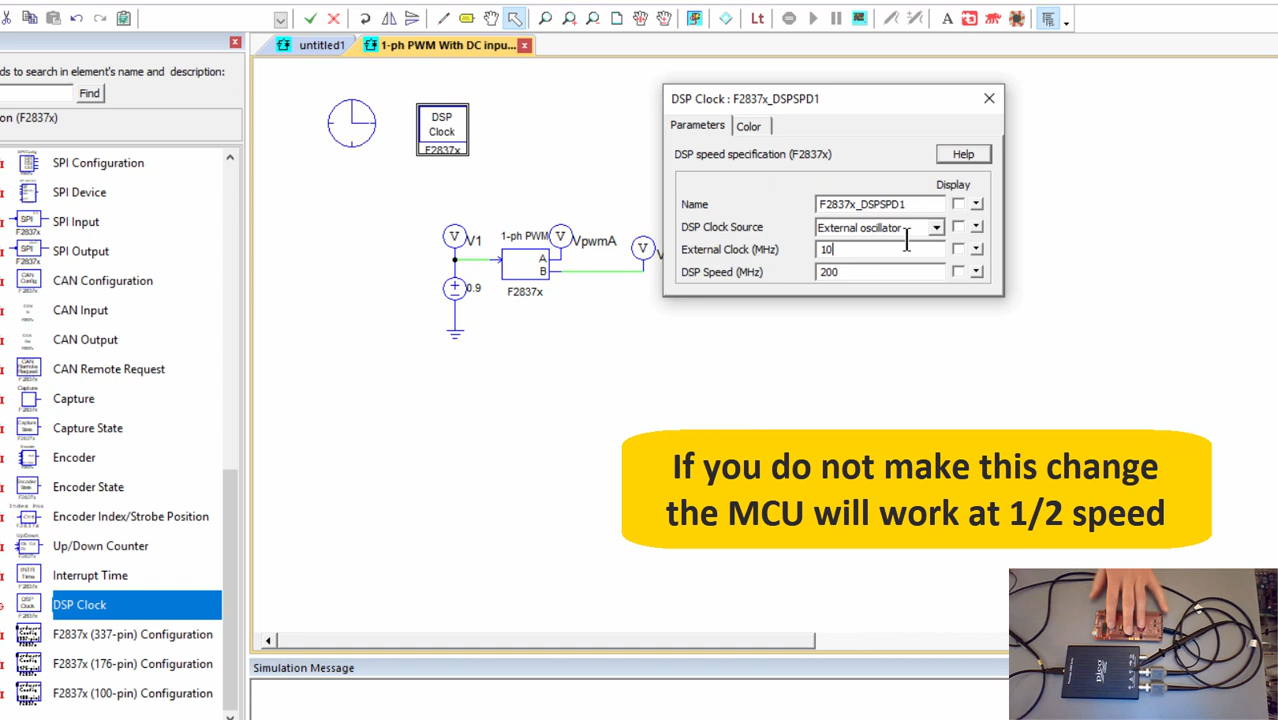 Lt
A
untitled1
1-ph PWM With DC inpu...
ds to search in element's name and description:
Find
on (F2837x)
SPI Configuration
SPI Device
SPI
SPI Input
SPI
SPI Output
CAN Configuration
CAN Input
CAN Output
CAN Remote Request
Capture
Capture
Capture State
Encoder
Encoder State
Encoder Index/Strobe Position
Up/Down Counter
Interrupt Time
DSP Clock
F2837x (337-pin) Configuration
F2837x (176-pin) Configuration
F2837x (100-pin) Configuration
DSP
Clock
F2837x
V
V1
1-ph PWM
V
VpwmA
V
V
A
B
F2837x
0.9
DSP Clock : F2837x_DSPSPD1
Parameters
Color
DSP speed specification (F2837x)
Help
Display
Name
F2837x_DSPSPD1
DSP Clock Source
External oscillator
External Clock (MHz)
10
DSP Speed (MHz)
200
If you do not make this change
the MCU will work at 1/2 speed
Simulation Message
pico